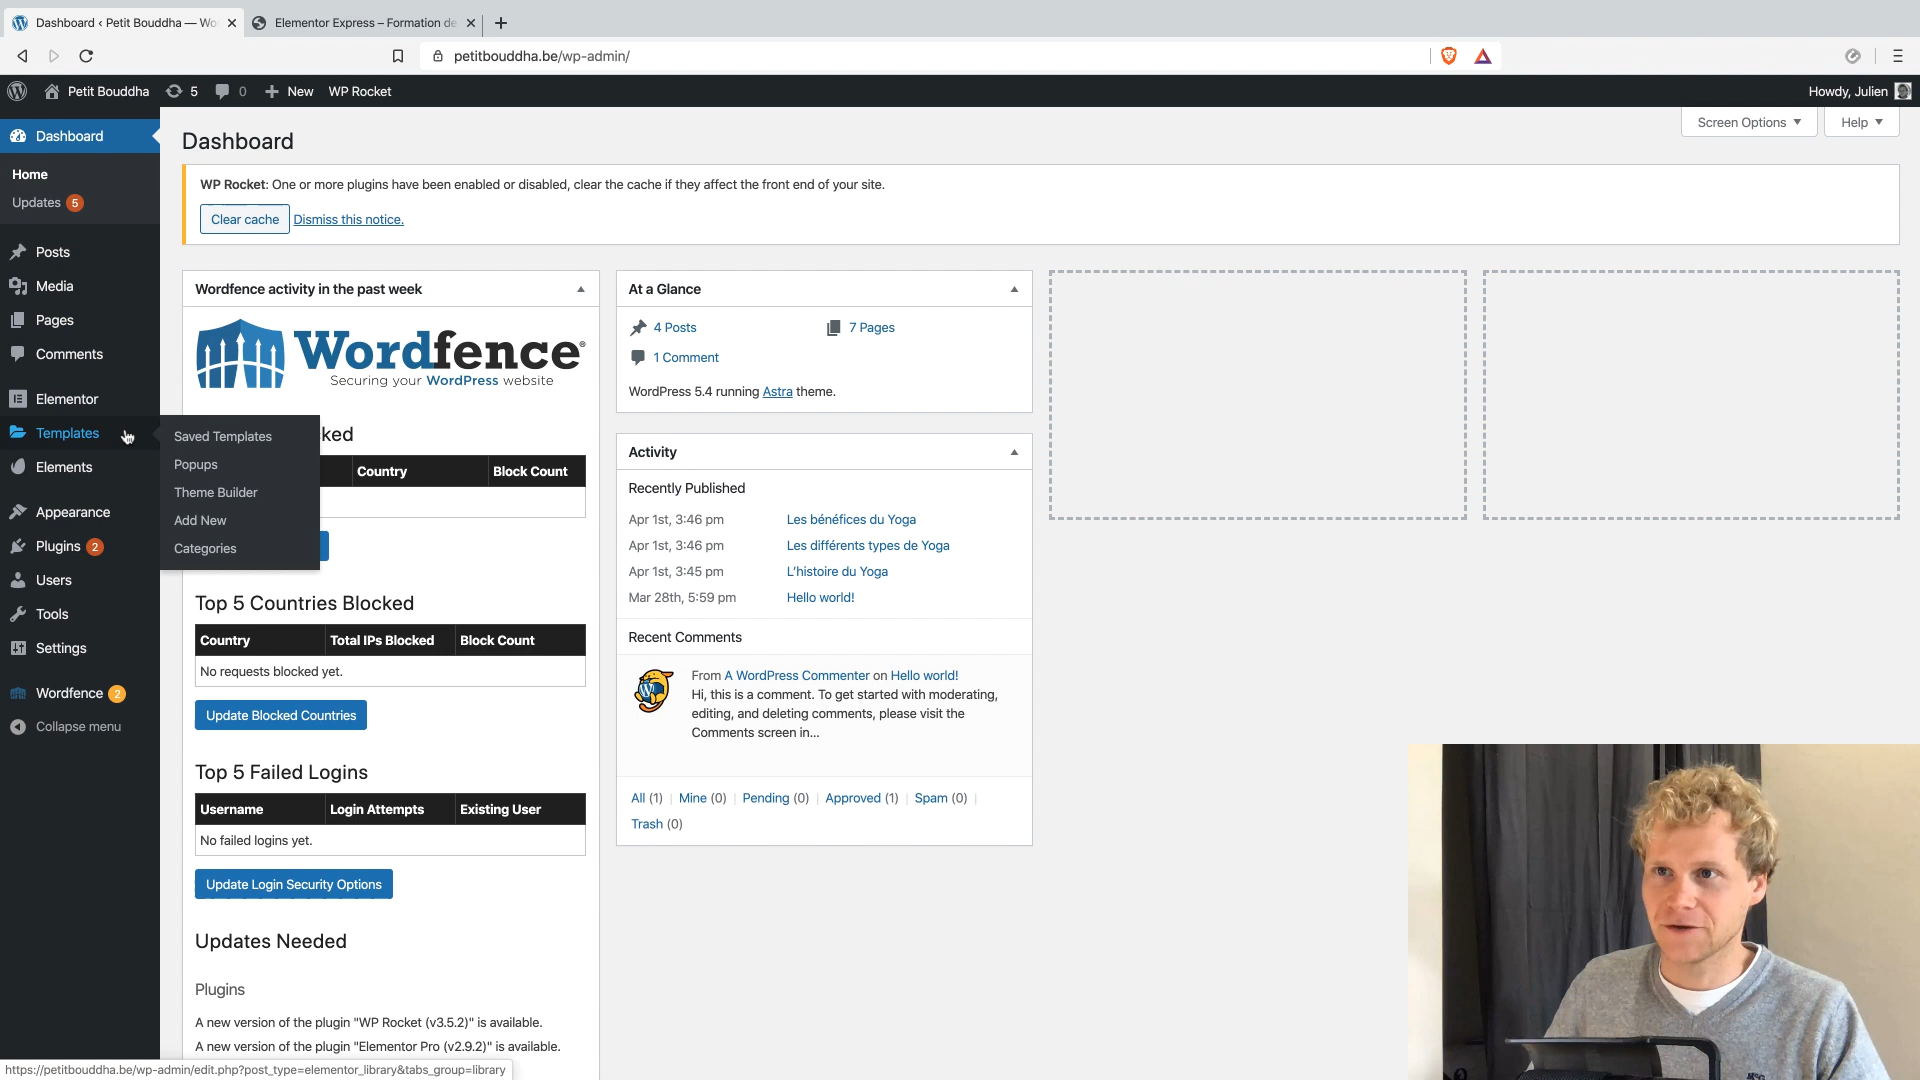 Dashboard ‹ Petit Bouddha — Wo
Elementor Express – Formation de
petitbouddha.be/wp-admin/
Petit Bouddha
5
0
New
WP Rocket
Howdy, Julien
Dashboard
Home
Updates 5
Posts
Media
Pages
Comments
Elementor
Templates
Elements
Appearance
Plugins 2
Users
Tools
Settings
Wordfence 2
Collapse menu
Saved Templates
Popups
Theme Builder
Add New
Categories
Screen Options
Help
Dashboard
WP Rocket: One or more plugins have been enabled or disabled, clear the cache if they affect the front end of your site.
Clear cache
Dismiss this notice.
Wordfence activity in the past week
Wordfence®
Securing your WordPress website
ked
Country
Block Count
Top 5 Countries Blocked
Country Total IPs Blocked Block Count
No requests blocked yet.
Update Blocked Countries
Top 5 Failed Logins
Username Login Attempts Existing User
No failed logins yet.
Update Login Security Options
Updates Needed
Plugins
A new version of the plugin "WP Rocket (v3.5.2)" is available.
A new version of the plugin "Elementor Pro (v2.9.2)" is available.
At a Glance
4 Posts
7 Pages
1 Comment
WordPress 5.4 running Astra theme.
Activity
Recently Published
Apr 1st, 3:46 pm Les bénéfices du Yoga
Apr 1st, 3:46 pm Les différents types de Yoga
Apr 1st, 3:45 pm L'histoire du Yoga
Mar 28th, 5:59 pm Hello world!
Recent Comments
From A WordPress Commenter on Hello world!
Hi, this is a comment. To get started with moderating,
editing, and deleting comments, please visit the
Comments screen in...
All (1) | Mine (0) | Pending (0) | Approved (1) | Spam (0) |
Trash (0)
https://petitbouddha.be/wp-admin/edit.php?post_type=elementor_library&tabs_group=library